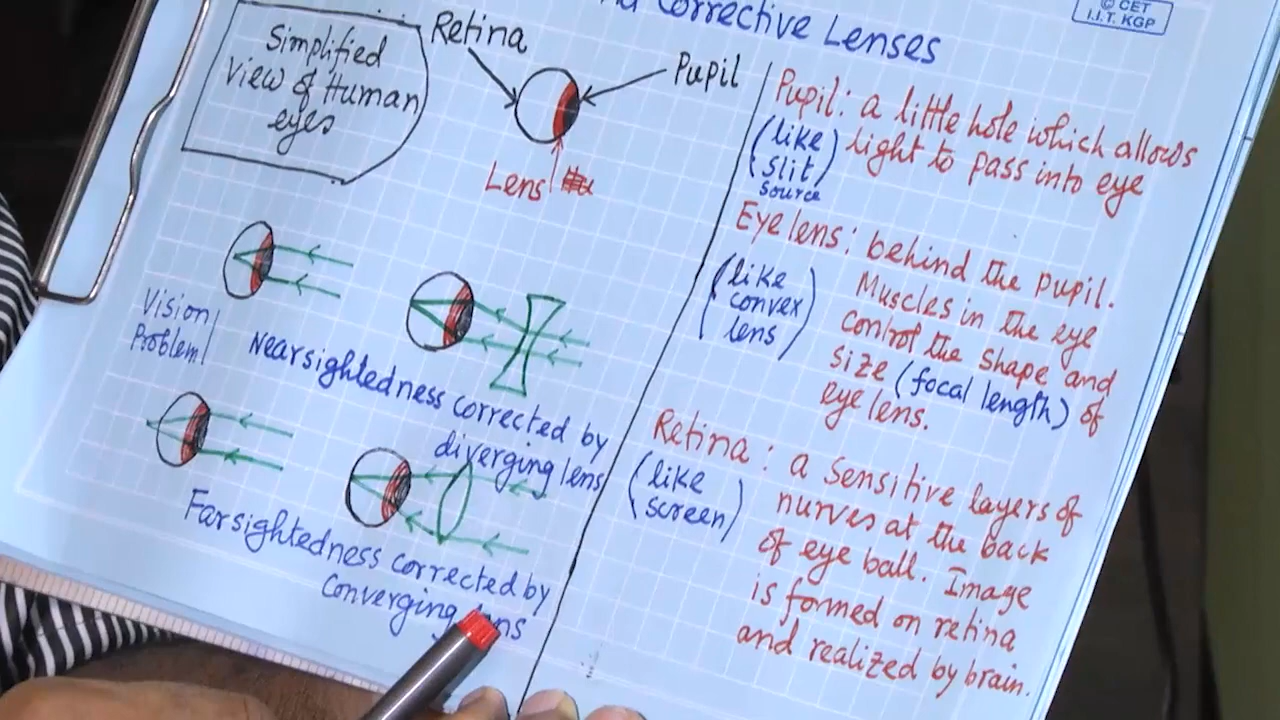 Corrective Lenses
© CET
I.I.T. KGP
Simplified
View of Human
eyes
Retina
Pupil
Lens
Vision
Problem
Nearsightedness corrected by
diverging lens
Farsightedness corrected by
Converging lens
Pupil: a little hole which allows
(like slit source) light to pass into eye
Eye lens: behind the pupil.
(like convex lens) Muscles in the eye
control the shape and
size (focal length) of
eye lens.
Retina: a sensitive layers of
(like screen) nurves at the back
of eye ball. Image
is formed on retina
and realized by brain.